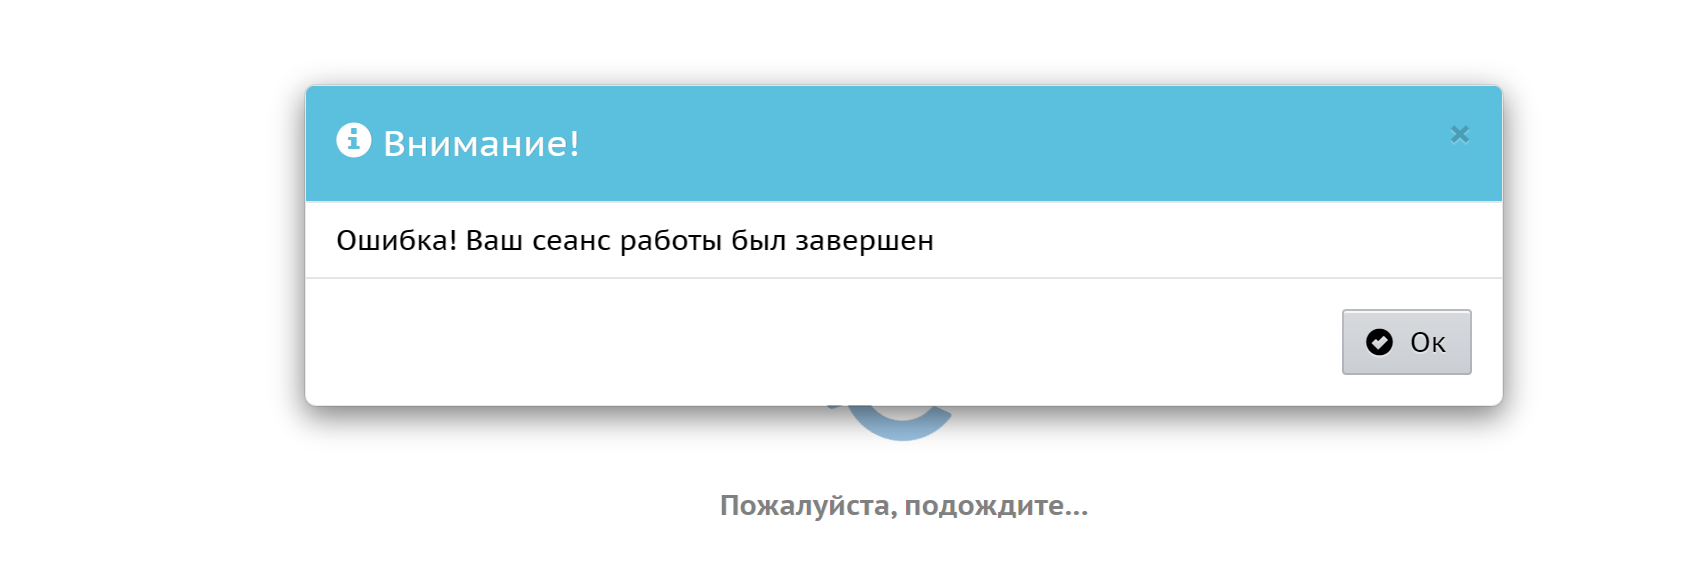 Внимание!
Ошибка! Ваш сеанс работы был завершен
Ок
Пожалуйста, подождите...